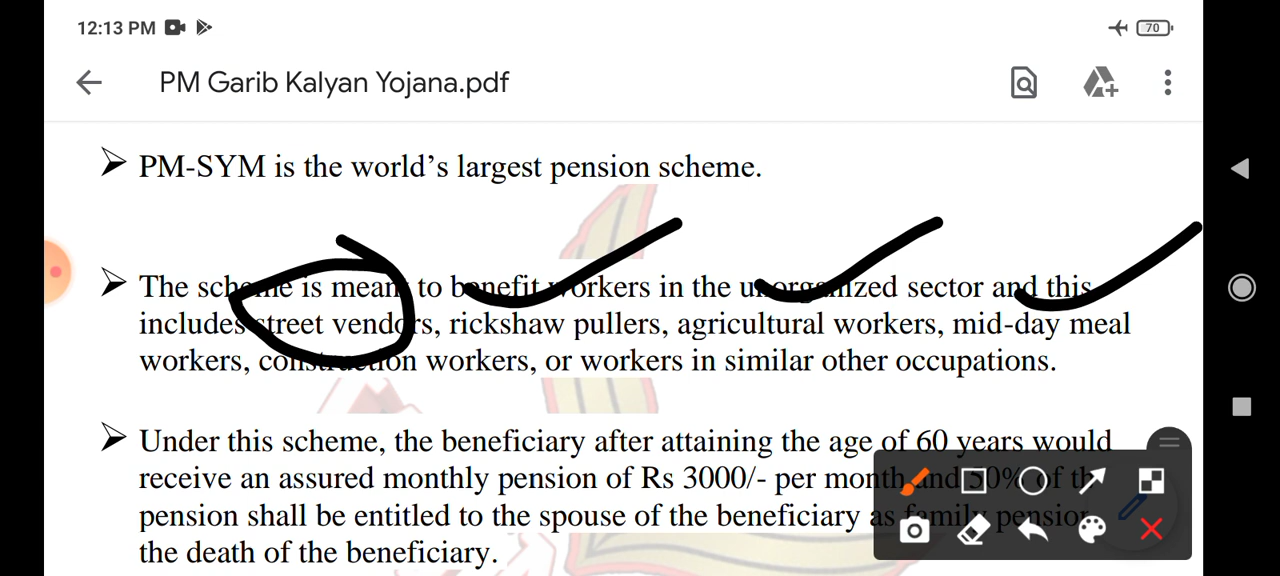 12:13 PM
70
PM Garib Kalyan Yojana.pdf
➢ PM-SYM is the world's largest pension scheme.
➢ The scheme is meant to benefit workers in the unorganized sector and this
includes street vendors, rickshaw pullers, agricultural workers, mid-day meal
workers, construction workers, or workers in similar other occupations.
➢ Under this scheme, the beneficiary after attaining the age of 60 years would
receive an assured monthly pension of Rs 3000/- per month and 50% of
pension shall be entitled to the spouse of the beneficiary as family
the death of the beneficiary.